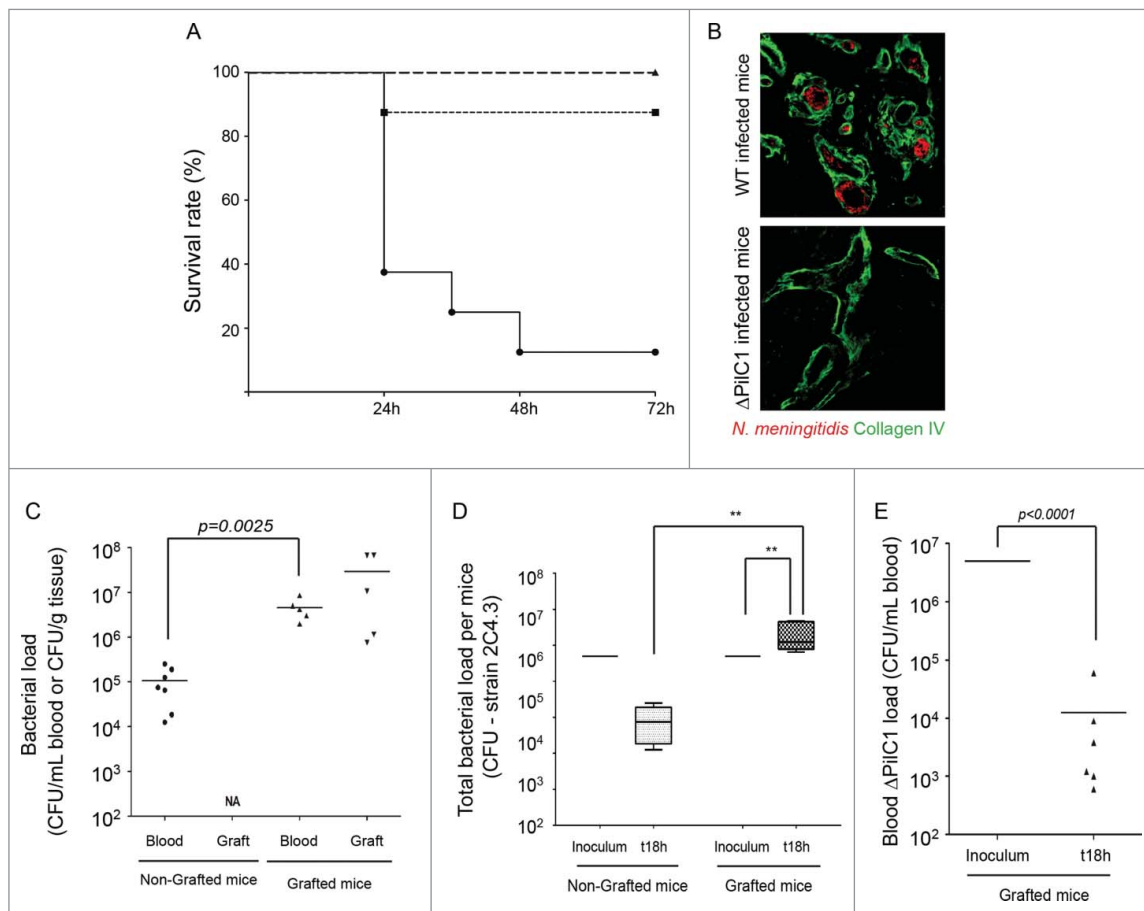 A
Survival rate (%)
100
80
60
40
20
24h
48h
72h
B
WT infected mice
ΔPilC1 infected mice
N. meningitidis Collagen IV
C
p=0.0025
Bacterial load
(CFU/mL blood or CFU/g tissue)
10⁸
10⁷
10⁶
10⁵
10⁴
10³
10²
NA
Blood Graft Blood Graft
Non-Grafted mice Grafted mice
D
**
**
Total bacterial load per mice
(CFU - strain 2C4.3)
10⁸
10⁷
10⁶
10⁵
10⁴
10³
10²
Inoculum t18h Inoculum t18h
Non-Grafted mice Grafted mice
E
p<0.0001
Blood ΔPilC1 load (CFU/mL blood)
10⁷
10⁶
10⁵
10⁴
10³
10²
Inoculum t18h
Grafted mice